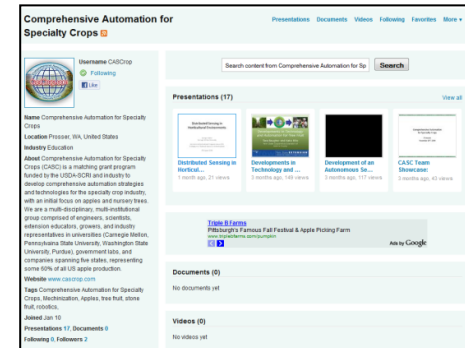 Comprehensive Automation for
Specialty Crops
Presentations Documents Videos Following Favorites More
Username CASCrop
Following
Like
Search content from Comprehensive Automation for Sp Search
Presentations (17) View all
Name Comprehensive Automation for Specialty
Crops
Location Prosser, WA, United States
Industry Education
About Comprehensive Automation for Specialty
Crops (CASC) is a matching grant program
funded by the USDA-SCRI and industry to
develop comprehensive automation strategies
and technologies for the specialty crop industry,
with an initial focus on apples and nursery trees.
We are a multi-disciplinary, multi-institutional
group comprised of engineers, scientists,
extension educators, growers, and industry
representatives in universities (Carnegie Mellon,
Pennsylvania State University, Washington State
University, Purdue), government labs, and
companies spanning five states, representing
some 60% of all US apple production.
Website www.cascrop.com
Tags Comprehensive Automation for Specialty
Crops, Mechinization, Apples, tree fruit, stone
fruit, robotics,
Joined Jan 10
Presentations 17, Documents 0
Following 0, Followers 2
Distributed Sensing in
Horticul...
1 month ago, 21 views
Developments in
Technology and ...
3 months ago, 149 views
Development of an
Autonomous Se...
3 months ago, 117 views
CASC Team
Showcase:
3 months ago, 43 views
Triple B Farms
Pittsburgh's Famous Fall Festival & Apple Picking Farm
www.triplebfarms.com/pumpkin
Ads by Google
Documents (0)
No documents yet
Videos (0)
No videos yet